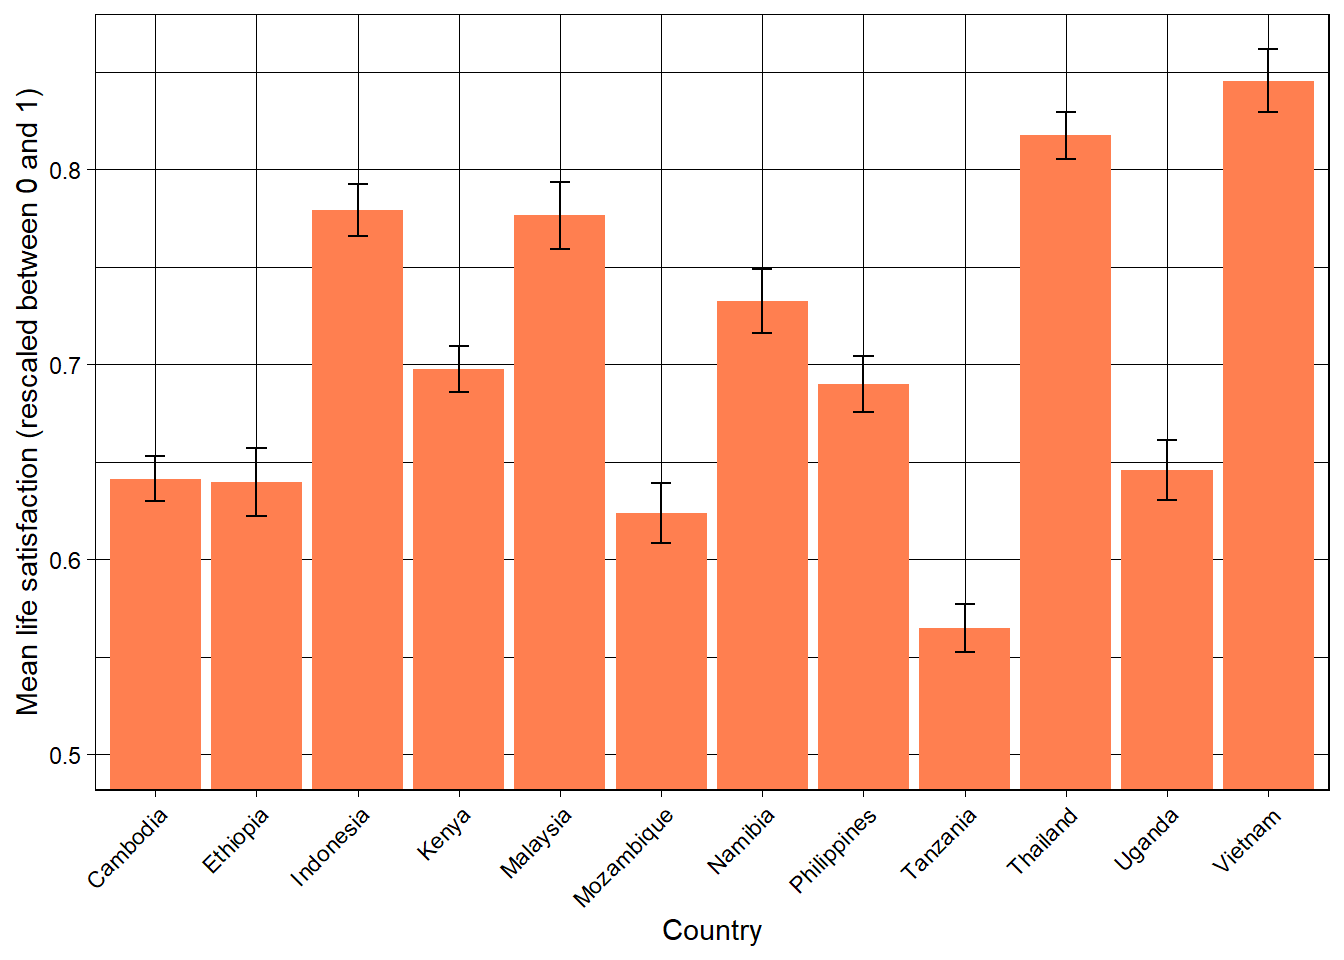 Mean life satisfaction (rescaled between 0 and 1)
0.8
0.7
0.6
0.5
Cambodia
Ethiopia
Indonesia
Kenya
Malaysia
Mozambique
Namibia
Philippines
Tanzania
Thailand
Uganda
Vietnam
Country